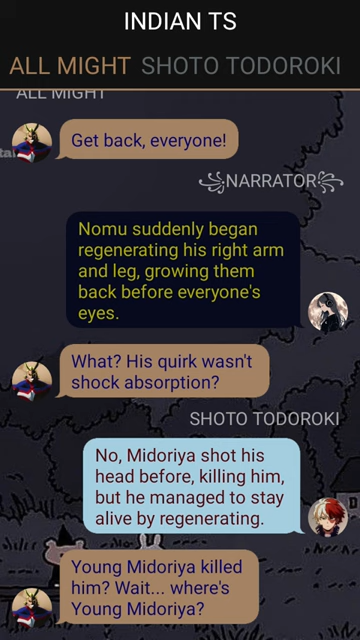 INDIAN TS
ALL MIGHT SHOTO TODOROKI
ALL MIGHT
Get back, everyone!
꧁NARRATOR꧂
Nomu suddenly began
regenerating his right arm
and leg, growing them
back before everyone's
eyes.
What? His quirk wasn't
shock absorption?
SHOTO TODOROKI
No, Midoriya shot his
head before, killing him,
but he managed to stay
alive by regenerating.
Young Midoriya killed
him? Wait... where's
Young Midoriya?